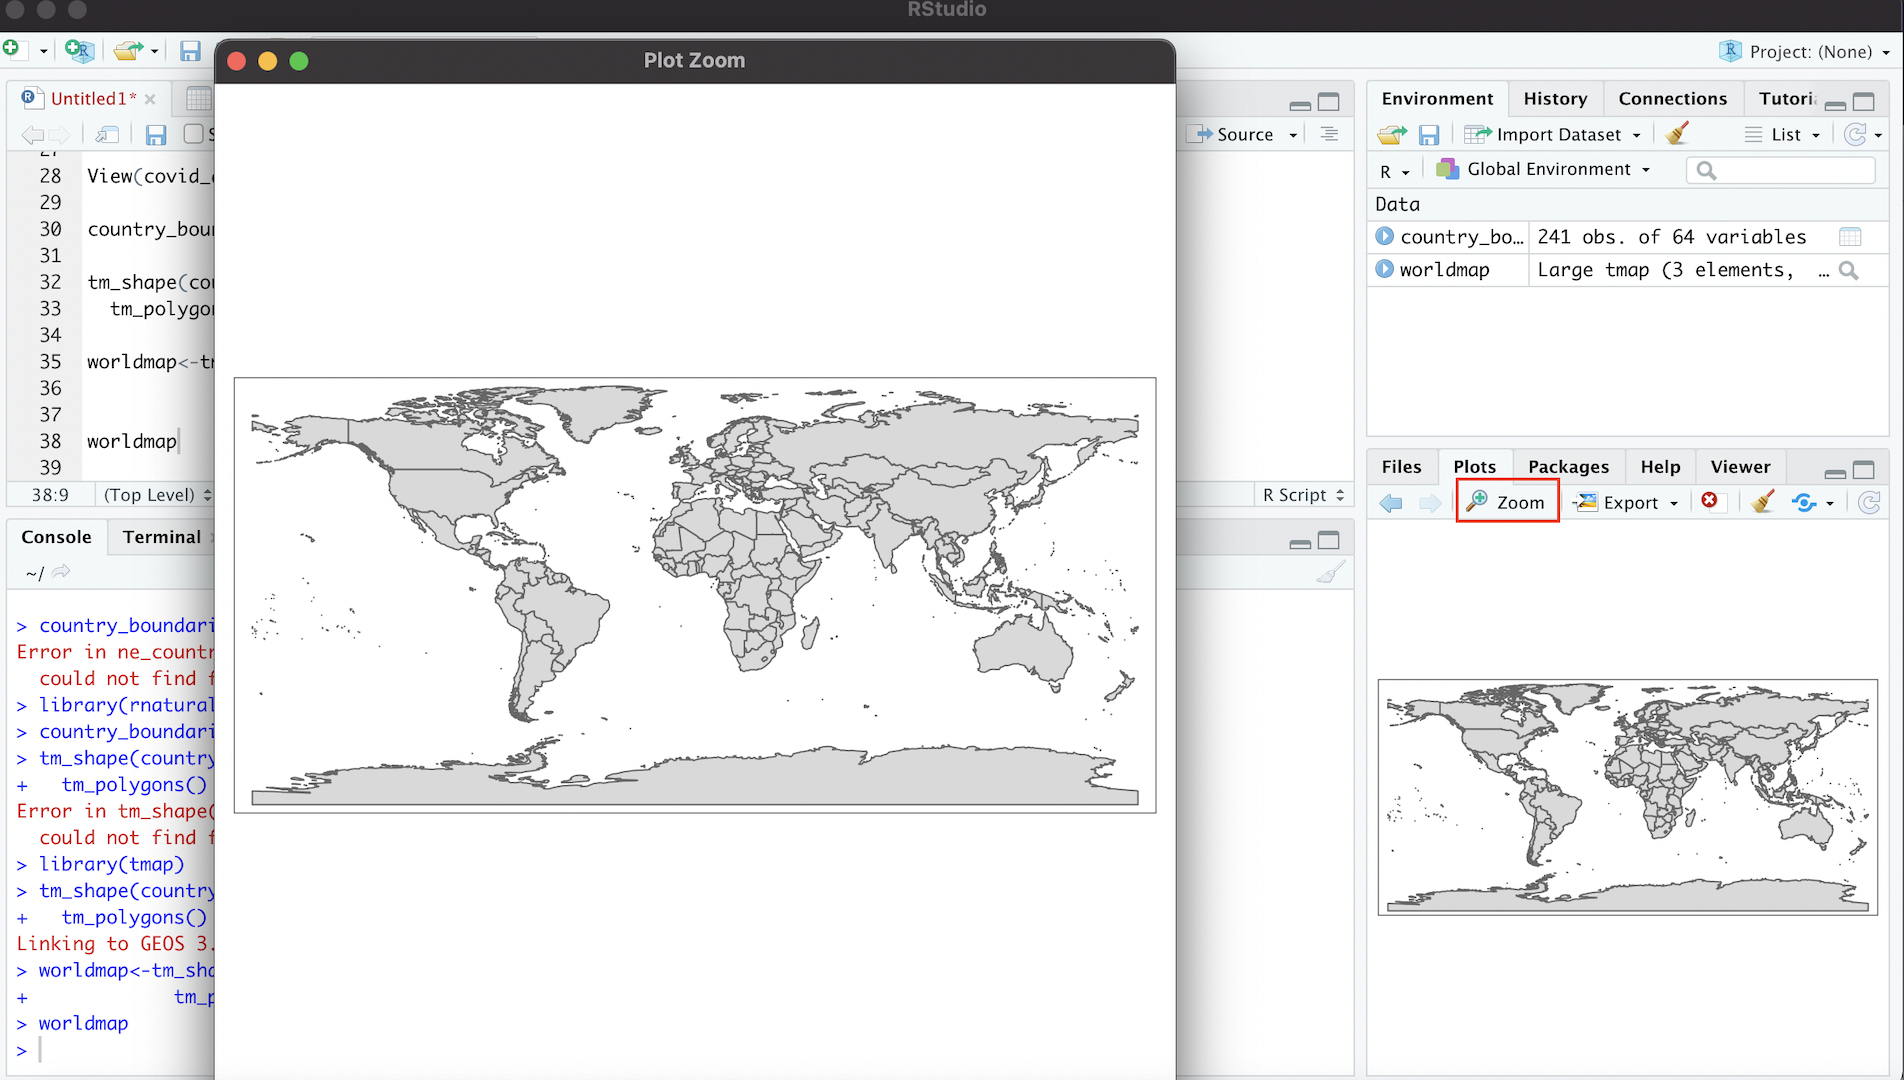 RStudio
Project: (None)
Plot Zoom
Untitled1*
Source
28 View(covid_
29
30 country_boun
31
32 tm_shape(cou
33 tm_polygon
34
35 worldmap<-tm
36
37
38 worldmap
39
38:9 (Top Level) R Script
Console Terminal
~/
> country_boundari
Error in ne_countr
could not find f
> library(rnatural
> country_boundari
> tm_shape(country
+ tm_polygons()
Error in tm_shape(
could not find f
> library(tmap)
> tm_shape(country
+ tm_polygons()
Linking to GEOS 3.
> worldmap<-tm_sha
+ tm_p
> worldmap
>
Environment History Connections Tutori
Import Dataset List
R Global Environment
Data
country_bo... 241 obs. of 64 variables
worldmap Large tmap (3 elements, ...
Files Plots Packages Help Viewer
Zoom Export